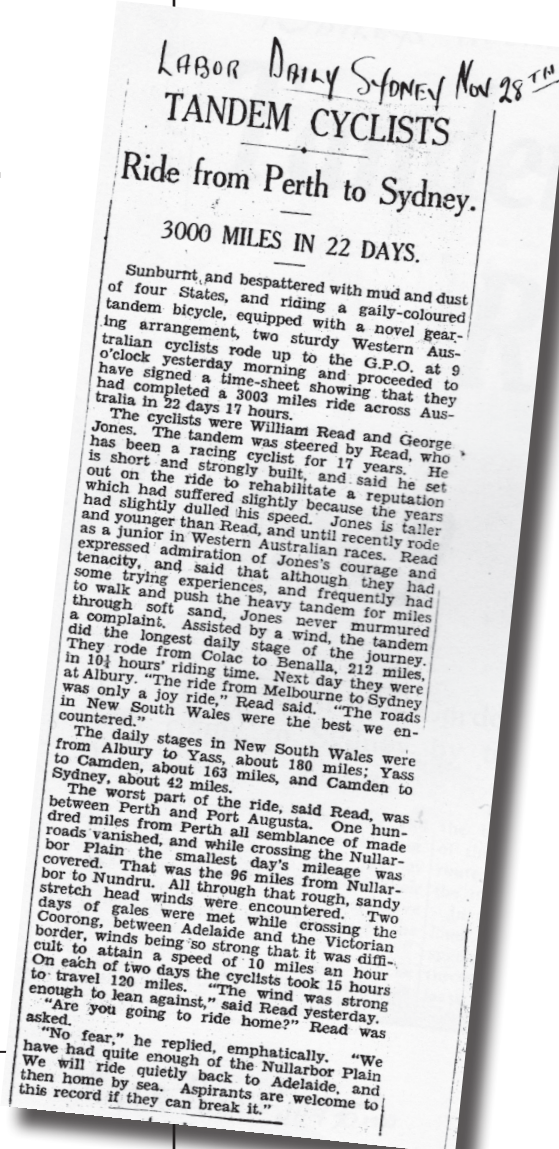 LABOR DAILY SYDNEY NOV 28TH
TANDEM CYCLISTS
Ride from Perth to Sydney.
3000 MILES IN 22 DAYS.
Sunburnt and bespattered with mud and dust
of four States, and riding a gaily-coloured
tandem bicycle, equipped with a novel gear-
ing arrangement, two sturdy Western Aus-
tralian cyclists rode up to the G.P.O. at 9
o'clock yesterday morning and proceeded to
have signed a time-sheet showing that they
had completed a 3003 miles ride across Aus-
tralia in 22 days 17 hours.
The cyclists were William Read and George
Jones. The tandem was steered by Read, who
has been a racing cyclist for 17 years. He
is short and strongly built, and said he set
out on the ride to rehabilitate a reputation
which had suffered slightly because the years
had slightly dulled his speed. Jones is taller
and younger than Read, and until recently rode
as a junior in Western Australian races. Read
expressed admiration of Jones's courage and
tenacity, and said that although they had
some trying experiences, and frequently had
to walk and push the heavy tandem for miles
through soft sand, Jones never murmured
a complaint. Assisted by a wind, the tandem
did the longest daily stage of the journey.
They rode from Colac to Benalla, 212 miles,
in 10¼ hours' riding time. Next day they were
at Albury. "The ride from Melbourne to Sydney
was only a joy ride," Read said. "The roads
in New South Wales were the best we en-
countered."
The daily stages in New South Wales were
from Albury to Yass, about 180 miles; Yass
to Camden, about 163 miles, and Camden to
Sydney, about 42 miles.
The worst part of the ride, said Read, was
between Perth and Port Augusta. One hun-
dred miles from Perth all semblance of made
roads vanished, and while crossing the Nullar-
bor Plain the smallest day's mileage was
covered. That was the 96 miles from Nullar-
bor to Nundru. All through that rough, sandy
stretch head winds were encountered. Two
days of gales were met while crossing the
Coorong, between Adelaide and the Victorian
border, winds being so strong that it was diffi-
cult to attain a speed of 10 miles an hour
On each of two days the cyclists took 15 hours
to travel 120 miles. "The wind was strong
enough to lean against," said Read yesterday.
"Are you going to ride home?" Read was
asked.
"No fear," he replied, emphatically. "We
have had quite enough of the Nullarbor Plain
We will ride quietly back to Adelaide, and
then home by sea. Aspirants are welcome to
this record if they can break it."